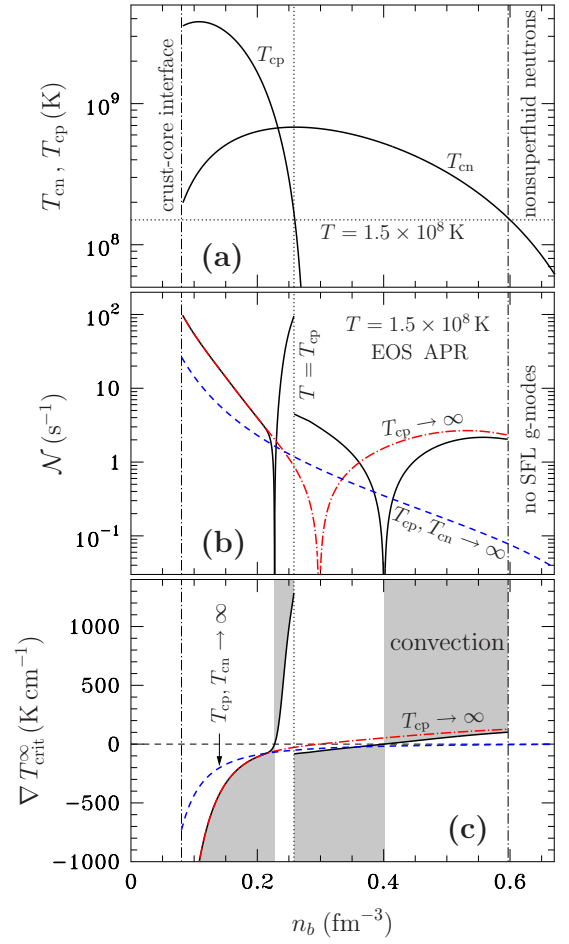 T_cn , T_cp (K)
10^9
10^8
crust-core interface
T_cp
T_cn
nonsuperfluid neutrons
T = 1.5 × 10^8 K
(a)
𝒩 (s^−1)
10^2
10
1
10^−1
T = T_cp
T = 1.5 × 10^8 K
EOS APR
T_cp → ∞
T_cp, T_cn → ∞
no SFL g-modes
(b)
∇ T^∞_crit (K cm^−1)
1000
500
0
-500
-1000
T_cp, T_cn → ∞
convection
T_cp → ∞
(c)
0 0.2 0.4 0.6
n_b (fm^−3)